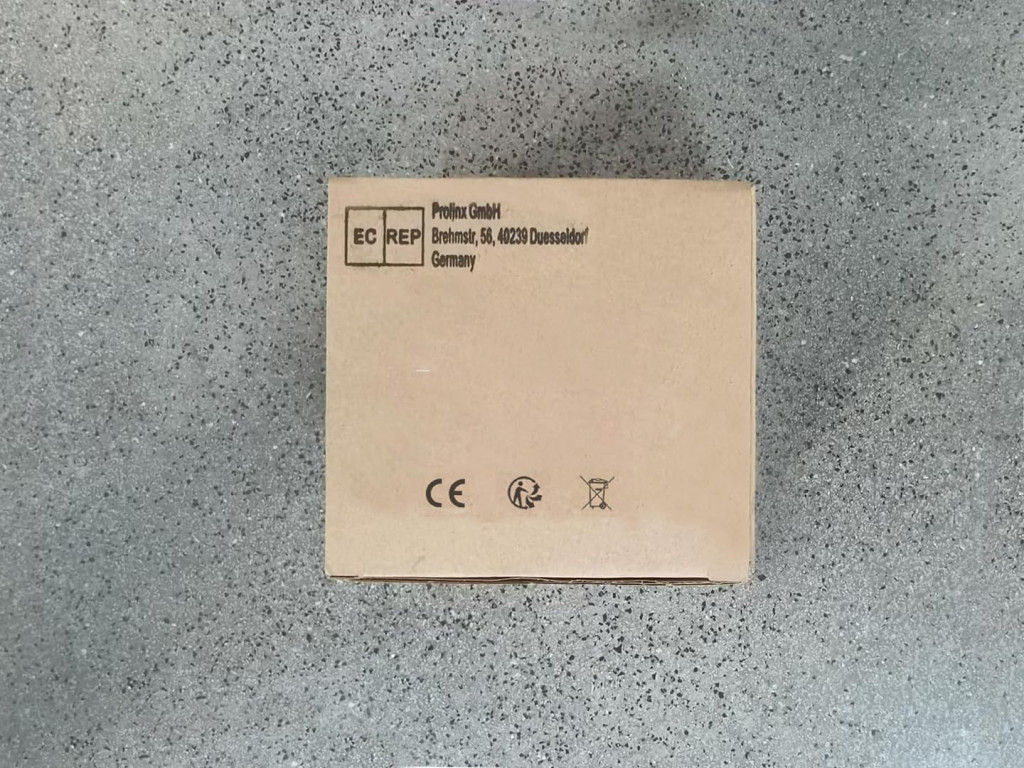 EC REP
Prolinx GmbH
Brehmstr, 56, 40239 Duesseldorf
Germany
CE